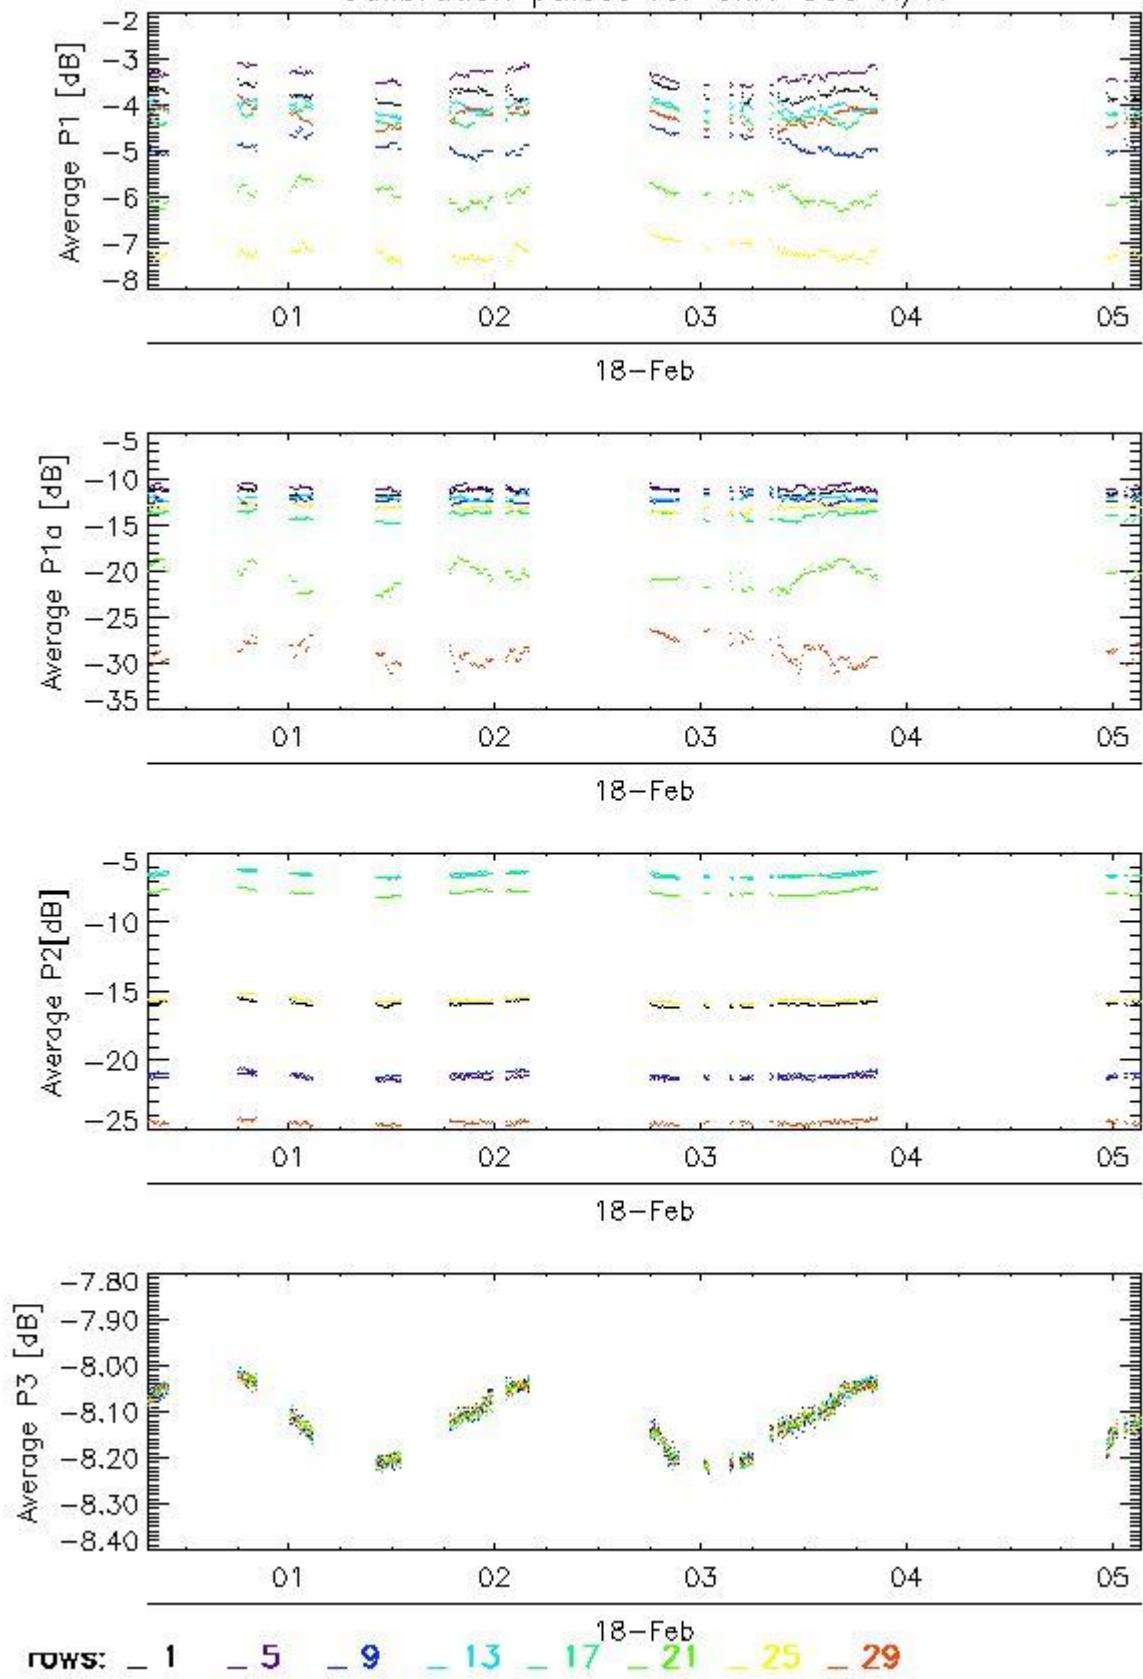 −2
−3
−4
−5
−6
−7
−8
Average P1 [dB]
01 02 03 04 05
18-Feb
−5
−10
−15
−20
−25
−30
−35
Average P1a [dB]
01 02 03 04 05
18-Feb
−5
−10
−15
−20
−25
Average P2[dB]
01 02 03 04 05
18-Feb
−7.80
−7.90
−8.00
−8.10
−8.20
−8.30
−8.40
Average P3 [dB]
01 02 03 04 05
18-Feb
rows: _ 1 _ 5 _ 9 _ 13 _ 17 _ 21 _ 25 _ 29